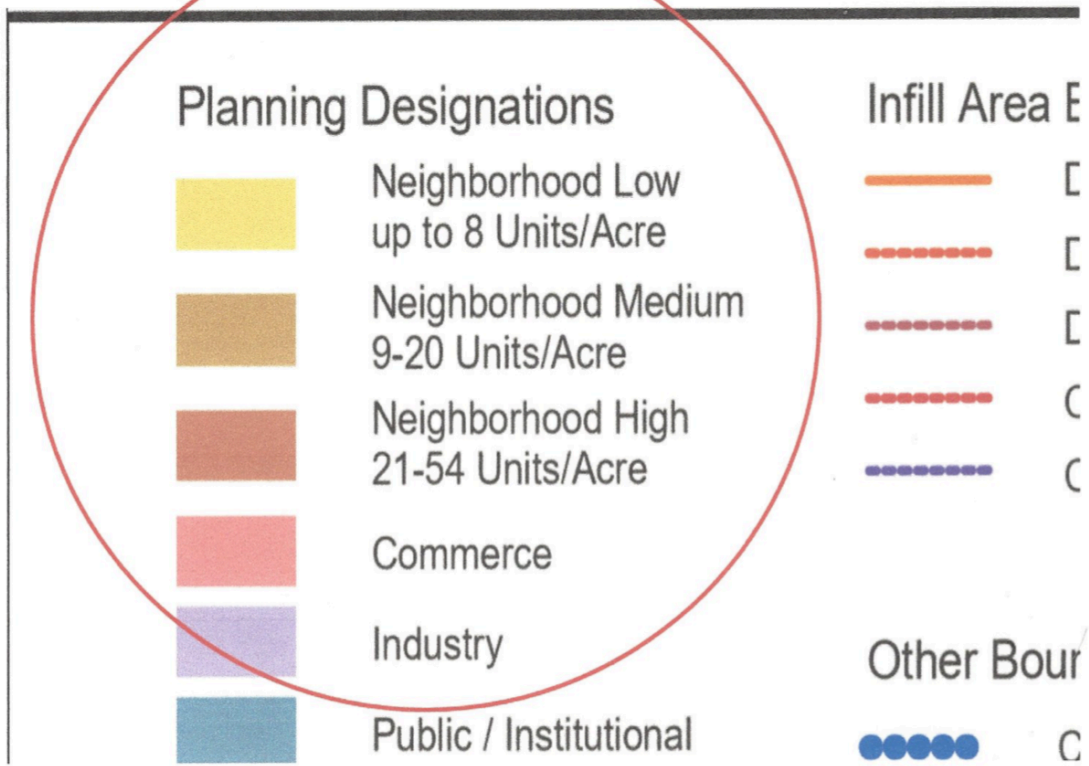 Planning Designations
Neighborhood Low
up to 8 Units/Acre
Neighborhood Medium
9-20 Units/Acre
Neighborhood High
21-54 Units/Acre
Commerce
Industry
Public / Institutional
Infill Area
Other